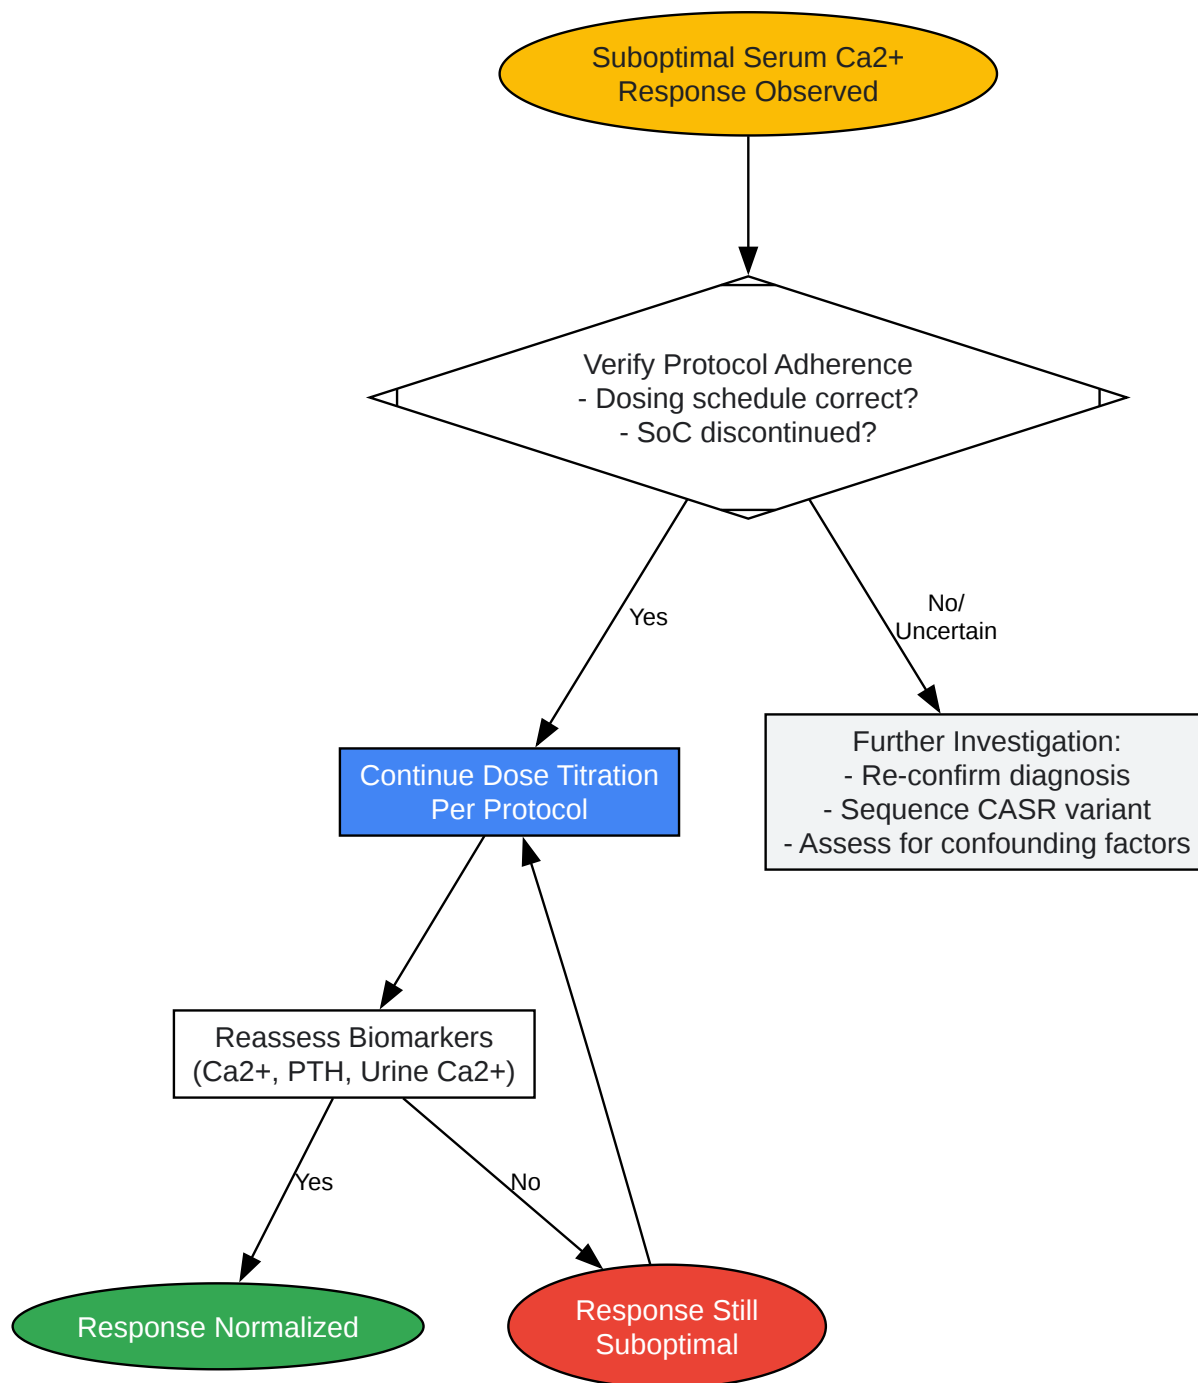 Suboptimal Serum Ca2+
Response Observed
Verify Protocol Adherence
- Dosing schedule correct?
- SoC discontinued?
Yes
No/
Uncertain
Continue Dose Titration
Per Protocol
Further Investigation:
- Re-confirm diagnosis
- Sequence CASR variant
- Assess for confounding factors
Reassess Biomarkers
(Ca2+, PTH, Urine Ca2+)
Yes
No
Response Normalized
Response Still
Suboptimal